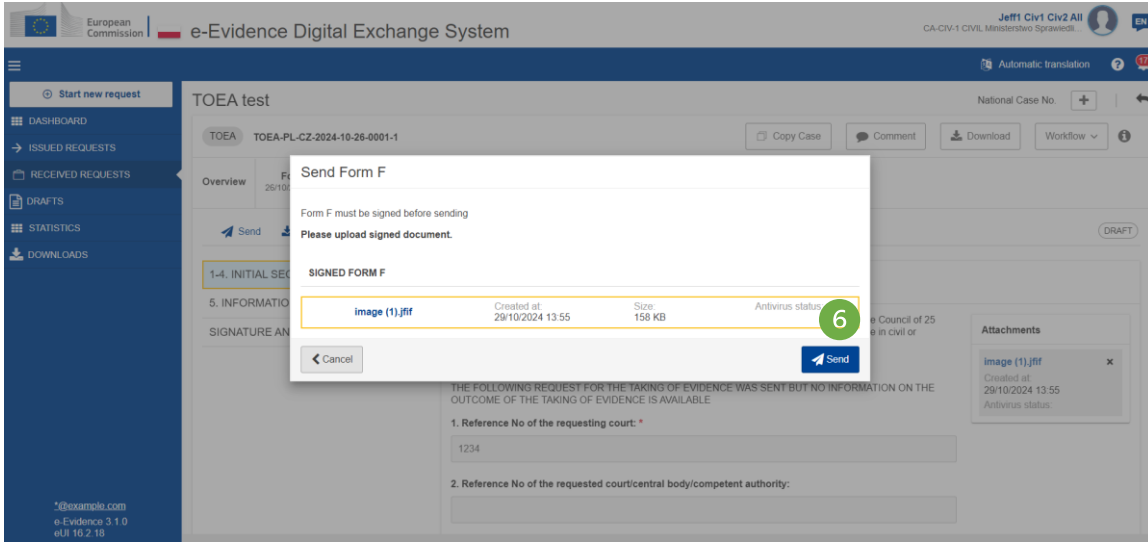 European
Commission
e-Evidence Digital Exchange System
Jeff1 Civ1 Civ2 All
CA-CIV-1 CIVIL Ministerstwo Sprawiedli...
EN
Automatic translation
?
17
Start new request
DASHBOARD
ISSUED REQUESTS
RECEIVED REQUESTS
DRAFTS
STATISTICS
DOWNLOADS
*@example.com
e-Evidence 3.1.0
eUI 16.2.18
TOEA test
National Case No.
+
TOEA
TOEA-PL-CZ-2024-10-26-0001-1
Copy Case
Comment
Download
Workflow
Overview
Fo
26/10/
Send
DRAFT
1-4. INITIAL SEC
5. INFORMATIO
SIGNATURE AN
Send Form F
Form F must be signed before sending
Please upload signed document.
SIGNED FORM F
image (1).jfif
Created at:
29/10/2024 13:55
Size:
158 KB
Antivirus status:
6
Cancel
Send
e Council of 25
e in civil or
THE FOLLOWING REQUEST FOR THE TAKING OF EVIDENCE WAS SENT BUT NO INFORMATION ON THE
OUTCOME OF THE TAKING OF EVIDENCE IS AVAILABLE
1. Reference No of the requesting court: *
1234
2. Reference No of the requested court/central body/competent authority:
Attachments
image (1).jfif
x
Created at:
29/10/2024 13:55
Antivirus status: